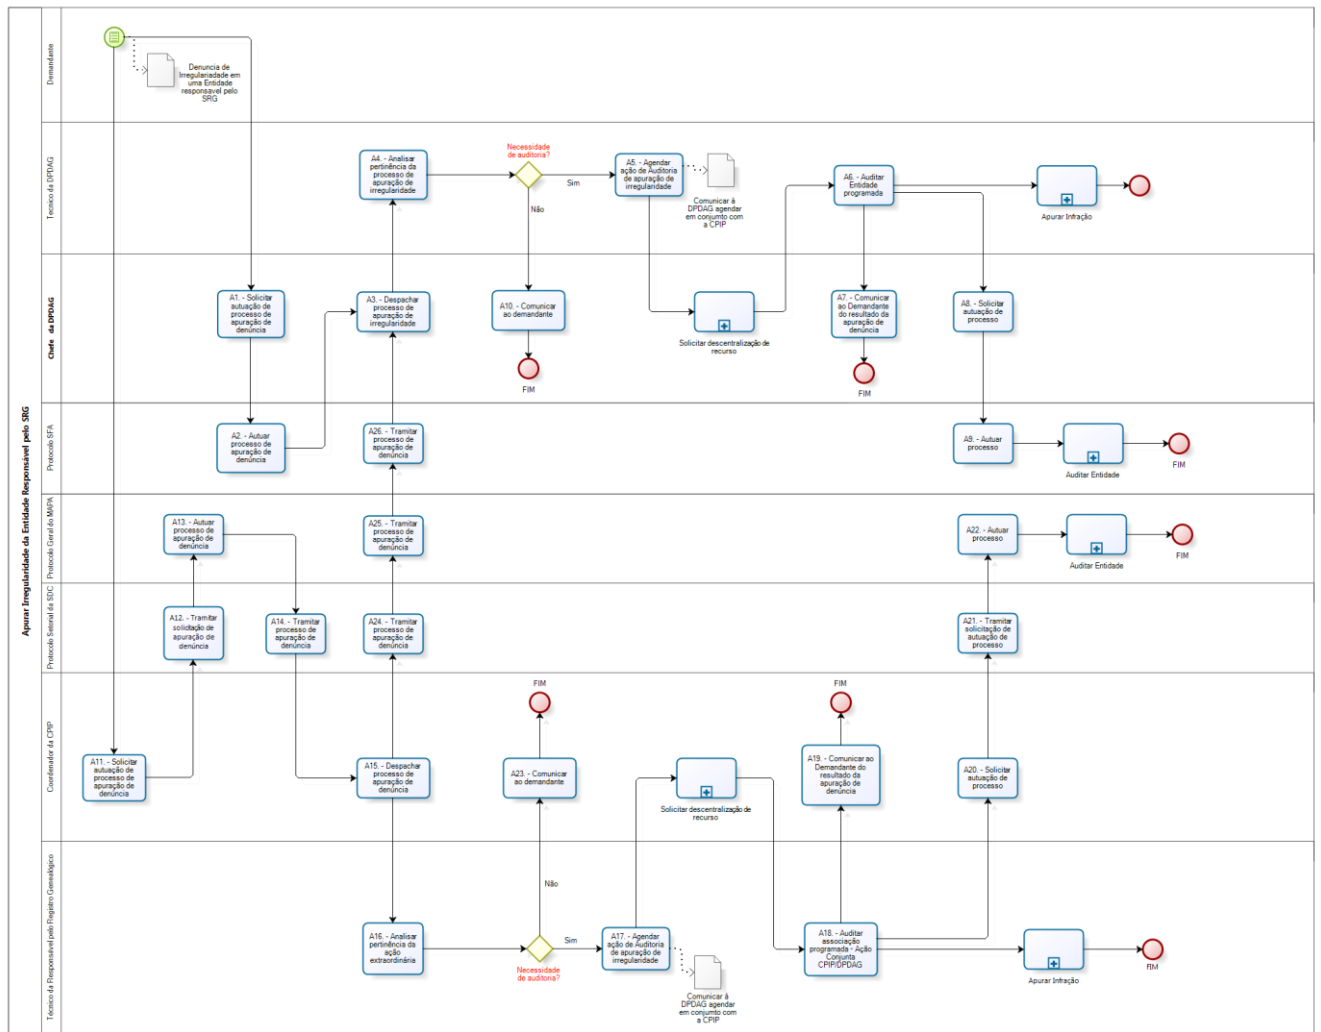 Apurar Irregularidade da Entidade Responsável pelo SRG
Demandante
Denuncia de
Irregulariadade em
uma Entidade
responsavel pelo
SRG
Técnico da DPDAG
A4. - Analisar
pertinência da
processo de
apuração de
irregularidade
Necessidade
de auditoria?
Sim
Não
A5. - Agendar
ação de Auditoria
de apuração de
irregularidade
Comunicar à
DPDAG agendar
em conjumto com
a CPIP
A6. - Auditar
Entidade
programada
Apurar Infração
Chefe da DPDAG
A1. - Solicitar
autuação de
processo de
apuração de
denúncia
A3. - Despachar
processo de
apuração de
irregularidade
A10. - Comunicar
ao demandante
FIM
Solicitar descentralização de
recurso
A7. - Comunicar
ao Demandante
do resultado da
apuração de
denúncia
FIM
A8. - Solicitar
autuação de
processo
Protocolo SFA
A2. - Autuar
processo de
apuração de
denúncia
A26. - Tramitar
processo de
apuração de
denúncia
A9. - Autuar
processo
Auditar Entidade
FIM
Protocolo Geral do MAPA
A13. - Autuar
processo de
apuração de
denúncia
A25. - Tramitar
processo de
apuração de
denúncia
A22. - Autuar
processo
Auditar Entidade
FIM
Protocolo Setorial da SDC
A12. - Tramitar
solicitação de
apuração de
denúncia
A14. - Tramitar
processo de
apuração de
denúncia
A24. - Tramitar
processo de
apuração de
denúncia
A21. - Tramitar
solicitação de
autuação de
processo
Coordenador da CPIP
A11. - Solicitar
autuação de
processo de
apuração de
denúncia
A15. - Despachar
processo de
apuração de
denúncia
FIM
A23. - Comunicar
ao demandante
Solicitar descentralização de
recurso
FIM
A19. - Comunicar ao
Demandante do
resultado da
apuração de
denúncia
A20. - Solicitar
autuação de
processo
Técnico da Responsável pelo Registro Genealógico
A16. - Analisar
pertinência da
ação
extraordinária
Não
Sim
Necessidade
de auditoria?
A17. - Agendar
ação de Auditoria
de apuração de
irregularidade
Comunicar à
DPDAG agendar
em conjumto com
a CPIP
A18. - Auditar
associação
programada - Ação
Conjunta
CPIP/DPDAG
Apurar Infração
FIM